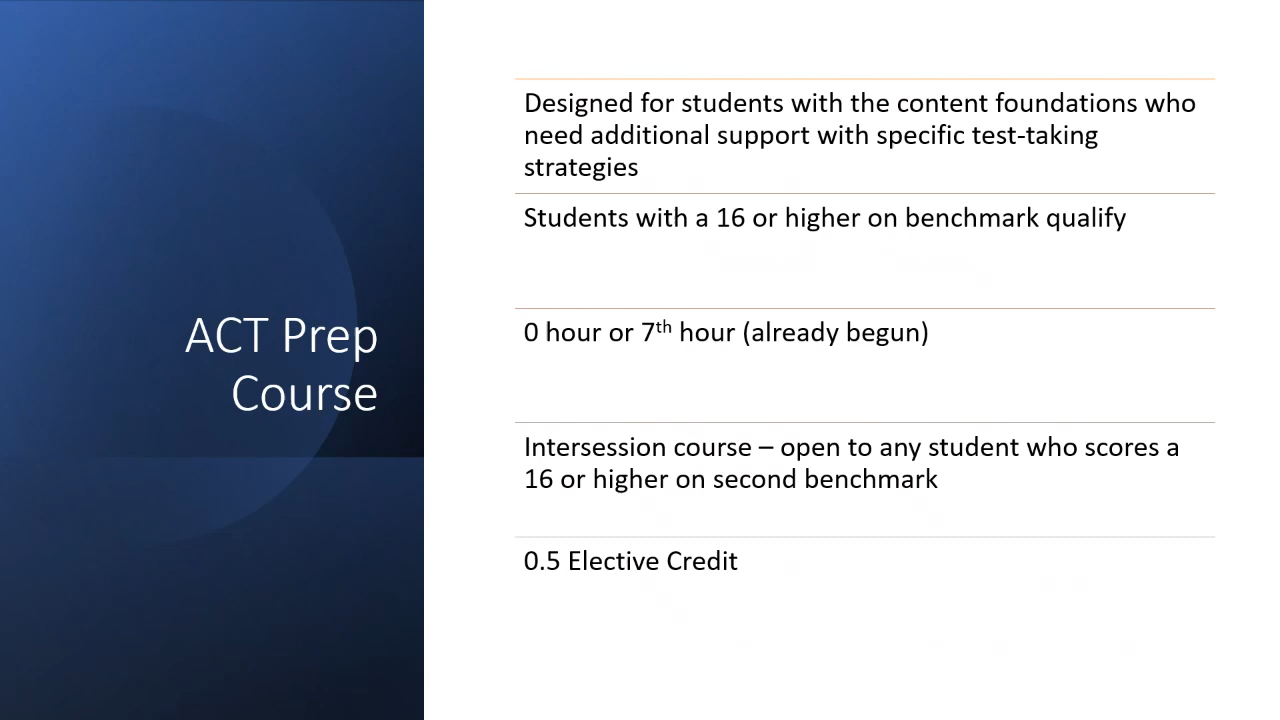 ACT Prep
Course
Designed for students with the content foundations who
need additional support with specific test-taking
strategies
Students with a 16 or higher on benchmark qualify
0 hour or 7th hour (already begun)
Intersession course – open to any student who scores a
16 or higher on second benchmark
0.5 Elective Credit